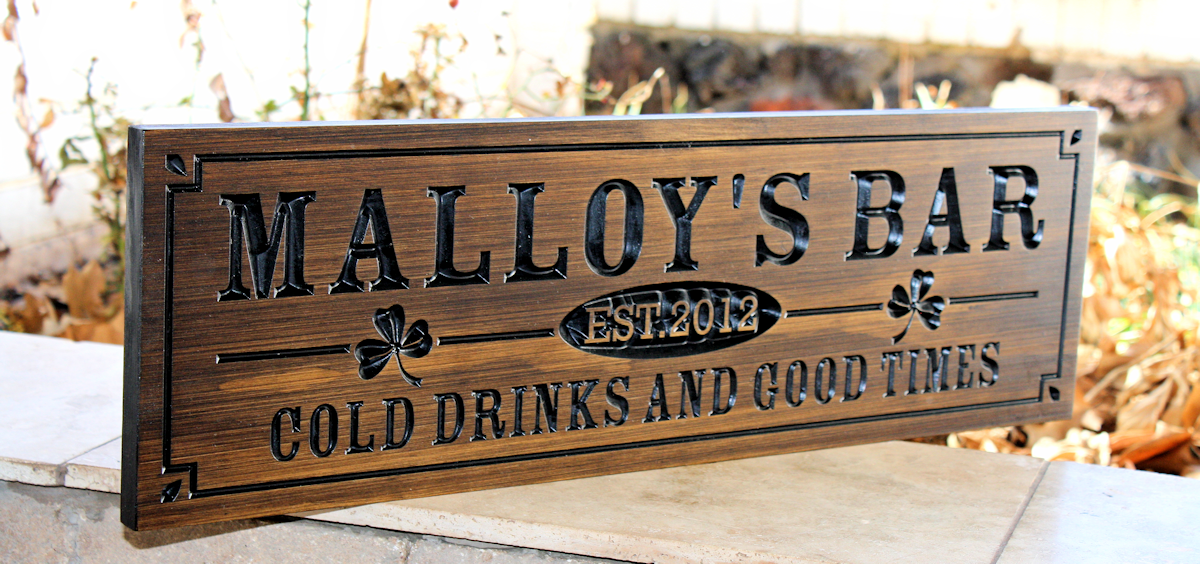 MALLOY'S BAR
EST.2012
COLD DRINKS AND GOOD TIMES